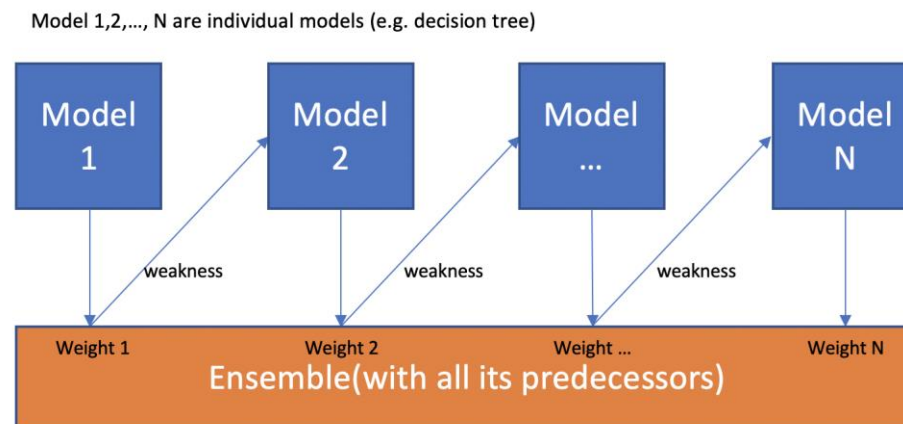 Model 1,2,..., N are individual models (e.g. decision tree)
Model
1
Model
2
Model
...
Model
N
weakness
weakness
weakness
Weight 1
Weight 2
Weight ...
Weight N
Ensemble(with all its predecessors)